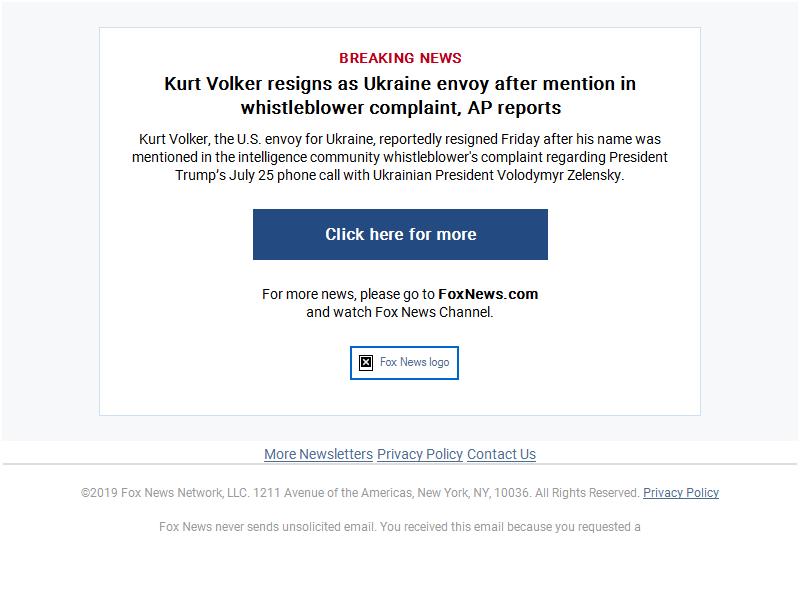 BREAKING NEWS
Kurt Volker resigns as Ukraine envoy after mention in
whistleblower complaint, AP reports
Kurt Volker, the U.S. envoy for Ukraine, reportedly resigned Friday after his name was
mentioned in the intelligence community whistleblower's complaint regarding President
Trump’s July 25 phone call with Ukrainian President Volodymyr Zelensky.
Click here for more
For more news, please go to FoxNews.com
and watch Fox News Channel.
Fox News logo
More Newsletters Privacy Policy Contact Us
©2019 Fox News Network, LLC. 1211 Avenue of the Americas, New York, NY, 10036. All Rights Reserved. Privacy Policy
Fox News never sends unsolicited email. You received this email because you requested a